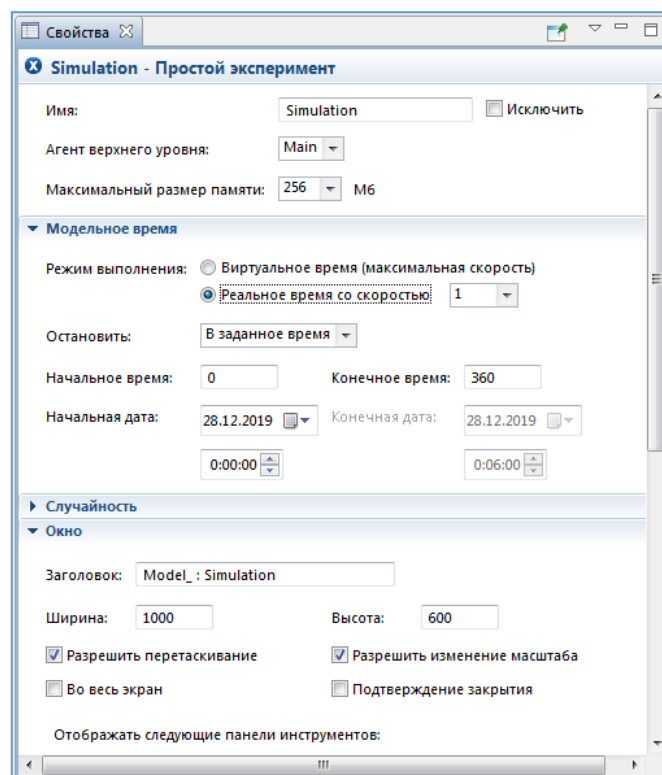 Свойства
Simulation - Простой эксперимент
Имя: Simulation Исключить
Агент верхнего уровня: Main
Максимальный размер памяти: 256 М6
Модельное время
Режим выполнения: Виртуальное время (максимальная скорость)
Реальное время со скоростью 1
Остановить: В заданное время
Начальное время: 0 Конечное время: 360
Начальная дата: 28.12.2019 Конечная дата: 28.12.2019
0:00:00 0:06:00
Случайность
Окно
Заголовок: Model_ : Simulation
Ширина: 1000 Высота: 600
Разрешить перетаскивание Разрешить изменение масштаба
Во весь экран Подтверждение закрытия
Отображать следующие панели инструментов: